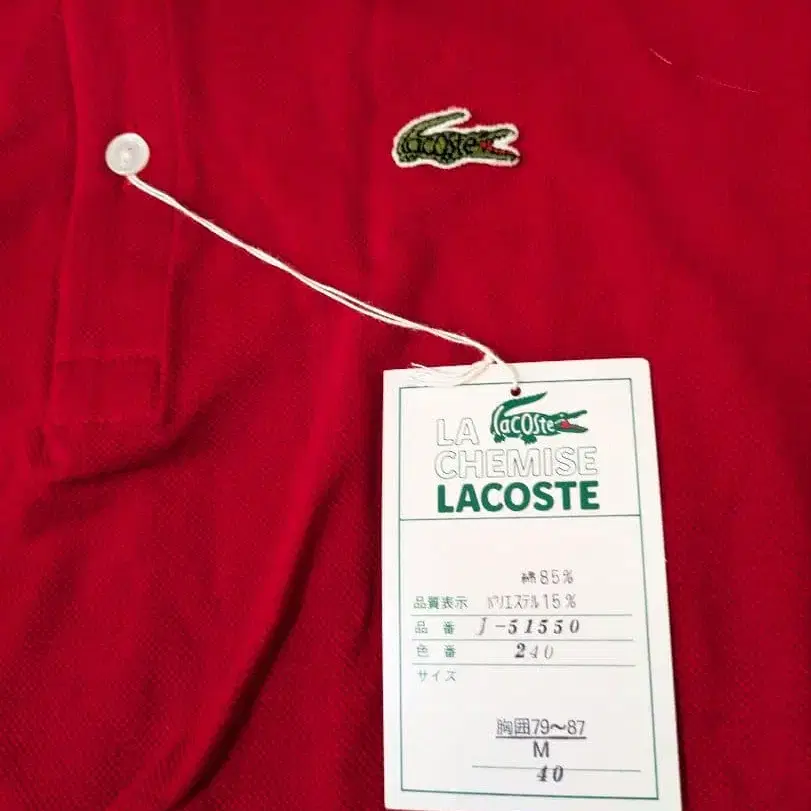 Lacoste
Lacoste
LA
CHEMISE
LACOSTE
綿85%
品質表示 ポリエステル15%
品番 J-51550
色番 240
サイズ
胸囲79〜87
M
40